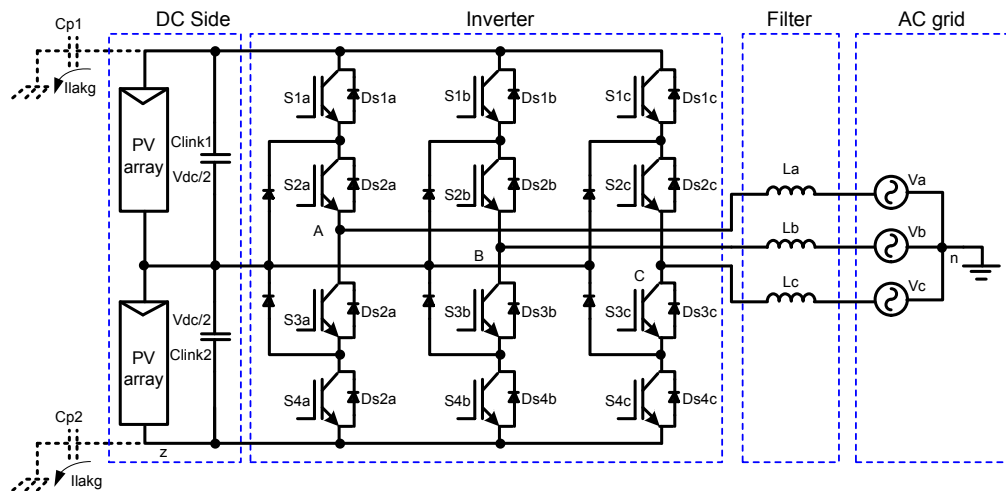 DC Side
Inverter
Filter
AC grid
Cp1
Ilakg
PV
array
Clink1
Vdc/2
S1a
Ds1a
S1b
Ds1b
S1c
Ds1c
S2a
Ds2a
S2b
Ds2b
S2c
Ds2c
La
Va
A
Lb
Vb
B
n
C
Lc
Vc
PV
array
Vdc/2
Clink2
S3a
Ds2a
S3b
Ds3b
S3c
Ds3c
S4a
Ds2a
S4b
Ds4b
S4c
Ds4c
Cp2
z
Ilakg